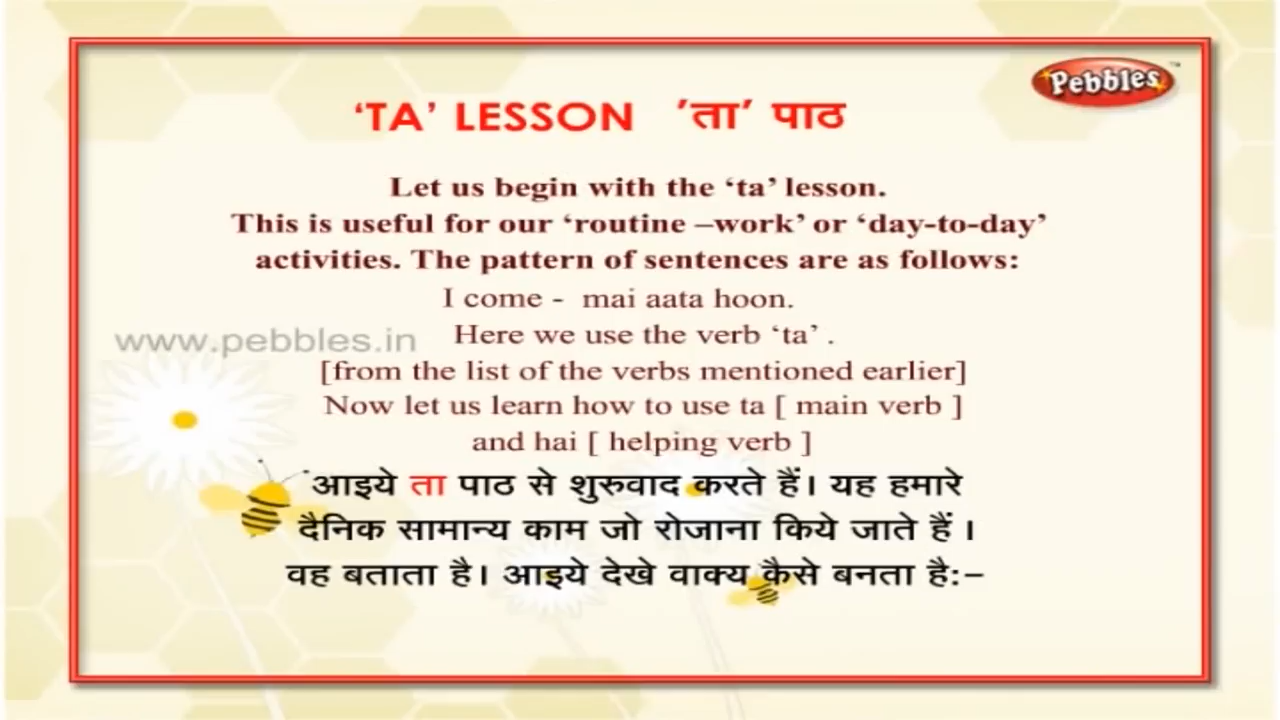 Pebbles™
‘TA’ LESSON ’ता’ पाठ
Let us begin with the ‘ta’ lesson.
This is useful for our ‘routine –work’ or ‘day-to-day’
activities. The pattern of sentences are as follows:
I come - mai aata hoon.
www.pebbles.in
Here we use the verb ‘ta’ .
[from the list of the verbs mentioned earlier]
Now let us learn how to use ta [ main verb ]
and hai [ helping verb ]
आइये ता पाठ से शुरुवाद करते हैं। यह हमारे
दैनिक सामान्य काम जो रोजाना किये जाते हैं ।
वह बताता है। आइये देखे वाक्य कैसे बनता है:–